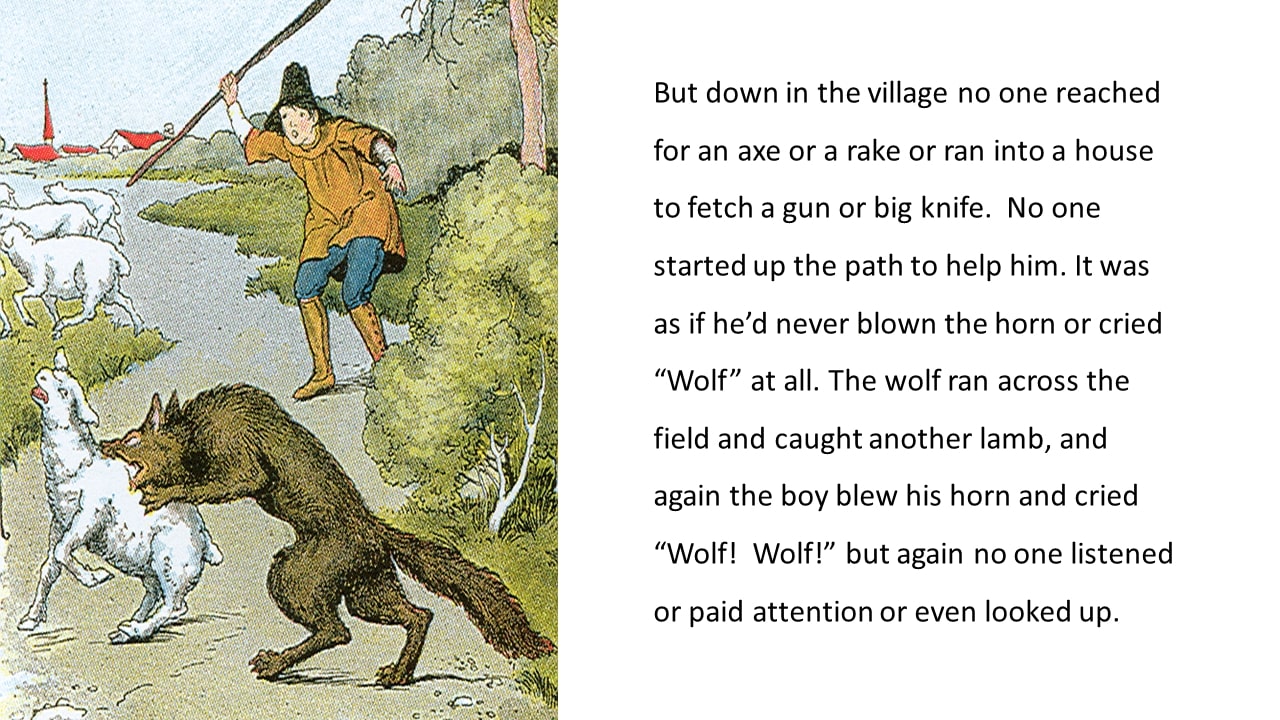 But down in the village no one reached
for an axe or a rake or ran into a house
to fetch a gun or big knife.  No one
started up the path to help him. It was
as if he’d never blown the horn or cried
“Wolf” at all. The wolf ran across the
field and caught another lamb, and
again the boy blew his horn and cried
“Wolf!  Wolf!” but again no one listened
or paid attention or even looked up.